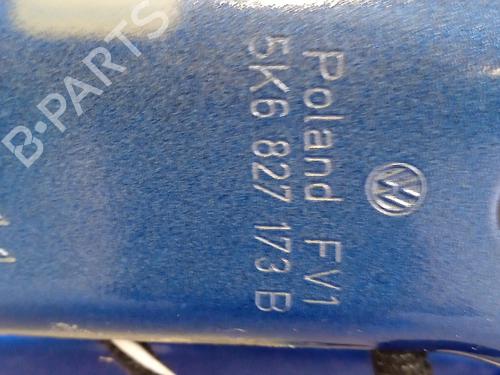 Poland FV1
5K6 827 173 B
B-PARTS